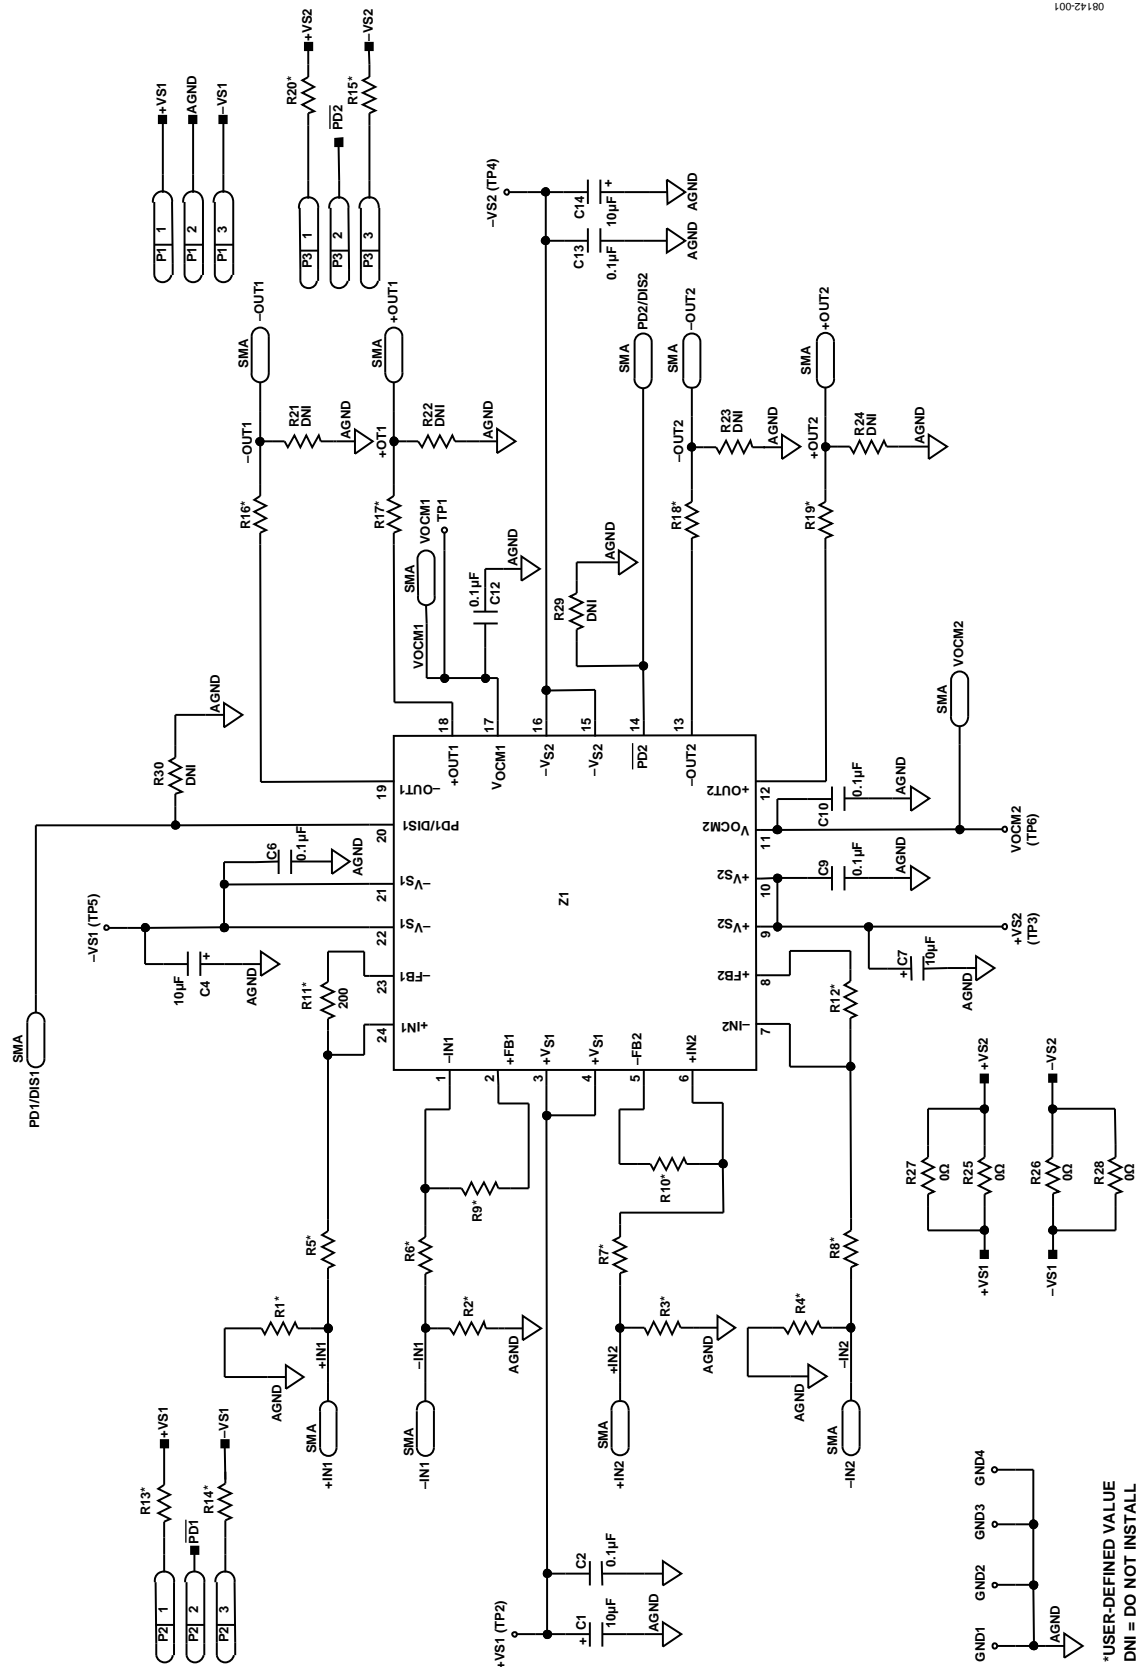 08142-001
P1 1 +VS1
P1 2 AGND
P1 3 –VS1
P3 1 R20* +VS2
P3 2 PD2
P3 3 R15* –VS2
–OUT1
SMA
–OUT1
R21
DNI
AGND
R16*
+OUT1
SMA
+OT1
R22
DNI
AGND
R17*
VOCM1
SMA
TP1
VOCM1
0.1µF
C12
AGND
–VS2 (TP4)
C14
10µF
+
AGND
C13
0.1µF
AGND
PD2/DIS2
SMA
R29
DNI
AGND
–OUT2
SMA
–OUT2
R23
DNI
AGND
R18*
+OUT2
SMA
+OUT2
R24
DNI
AGND
R19*
R30
DNI
AGND
SMA
PD1/DIS1
–VS1 (TP5)
C6
0.1µF
AGND
10µF
C4
+
AGND
R11*
200
19 –OUT1
20 PD1/DIS1
21 –VS1
22 –VS1
23 –FB1
24 +IN1
18 +OUT1
17 VOCM1
16 –VS2
15 –VS2
14 PD2
13 –OUT2
12 +OUT2
11 VOCM2
10 +VS2
9 +VS2
8 +FB2
7 –IN2
1 –IN1
2 +FB1
3 +VS1
4 +VS1
5 –FB2
6 +IN2
Z1
C10
0.1µF
AGND
SMA
VOCM2
VOCM2
(TP6)
C9
0.1µF
AGND
+VS2
(TP3)
C7
+
10µF
AGND
R12*
R9*
R10*
R5*
R6*
R7*
R8*
R1*
AGND
+IN1
SMA
+IN1
R2*
AGND
–IN1
SMA
–IN1
R3*
AGND
+IN2
SMA
+IN2
R4*
AGND
–IN2
SMA
–IN2
+VS2
R27
0Ω
R25
0Ω
+VS1
–VS2
R26
0Ω
R28
0Ω
–VS1
P2 1 R13* +VS1
P2 2 PD1
P2 3 R14* –VS1
+VS1 (TP2)
C2
0.1µF
C1
+
10µF
AGND
GND1
GND2
GND3
GND4
AGND
*USER-DEFINED VALUE
DNI = DO NOT INSTALL